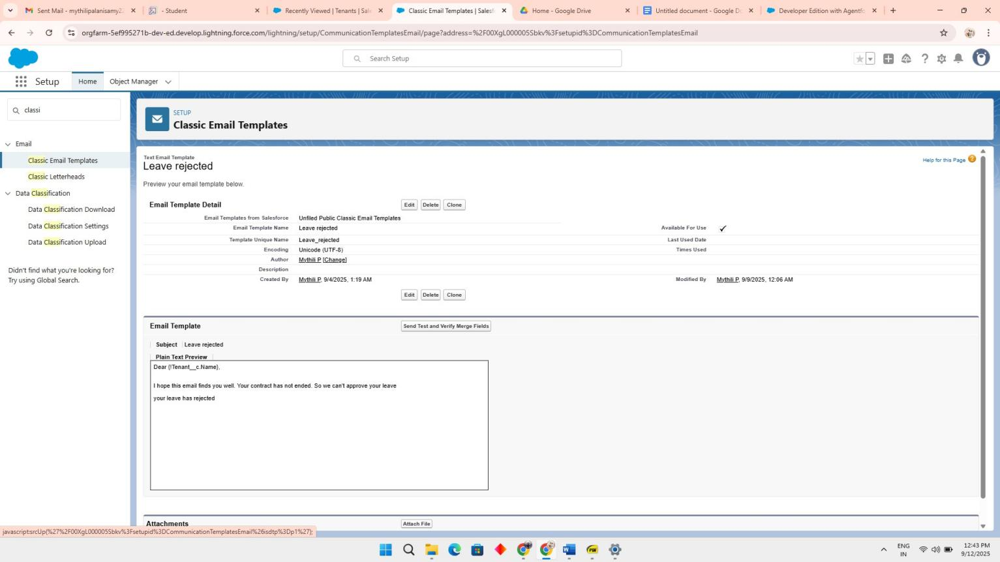 Sent Mail - mythilipalanisamy2
- Student
Recently Viewed | Tenants | Sale
Classic Email Templates | Salesf
Home - Google Drive
Untitled document - Google Do
Developer Edition with Agentfo
orgfarm-5ef995271b-dev-ed.develop.lightning.force.com/lightning/setup/CommunicationTemplatesEmail/page?address=%2F00XgL000005Sbkv%3Fsetupid%3DCommunicationTemplatesEmail
Search Setup
Setup
Home
Object Manager
classi
Email
Classic Email Templates
Classic Letterheads
Data Classification
Data Classification Download
Data Classification Settings
Data Classification Upload
Didn't find what you're looking for?
Try using Global Search.
SETUP
Classic Email Templates
Text Email Template
Leave rejected
Help for this Page
Preview your email template below.
Email Template Detail
Edit Delete Clone
Email Templates from Salesforce Unfiled Public Classic Email Templates
Email Template Name Leave rejected Available For Use
Template Unique Name Leave_rejected Last Used Date
Encoding Unicode (UTF-8) Times Used
Author Mythili P [Change]
Description
Created By Mythili P, 9/4/2025, 1:19 AM Modified By Mythili P, 9/9/2025, 12:06 AM
Edit Delete Clone
Email Template
Send Test and Verify Merge Fields
Subject Leave rejected
Plain Text Preview
Dear {!Tenant__c.Name},
I hope this email finds you well. Your contract has not ended. So we can't approve your leave
your leave has rejected
Attachments
Attach File
javascript:srcUp(%27%2F00XgL000005Sbkv%3Fsetupid%3DCommunicationTemplatesEmail%26isdtp%3Dp1%27);
ENG
IN
12:43 PM
9/12/2025